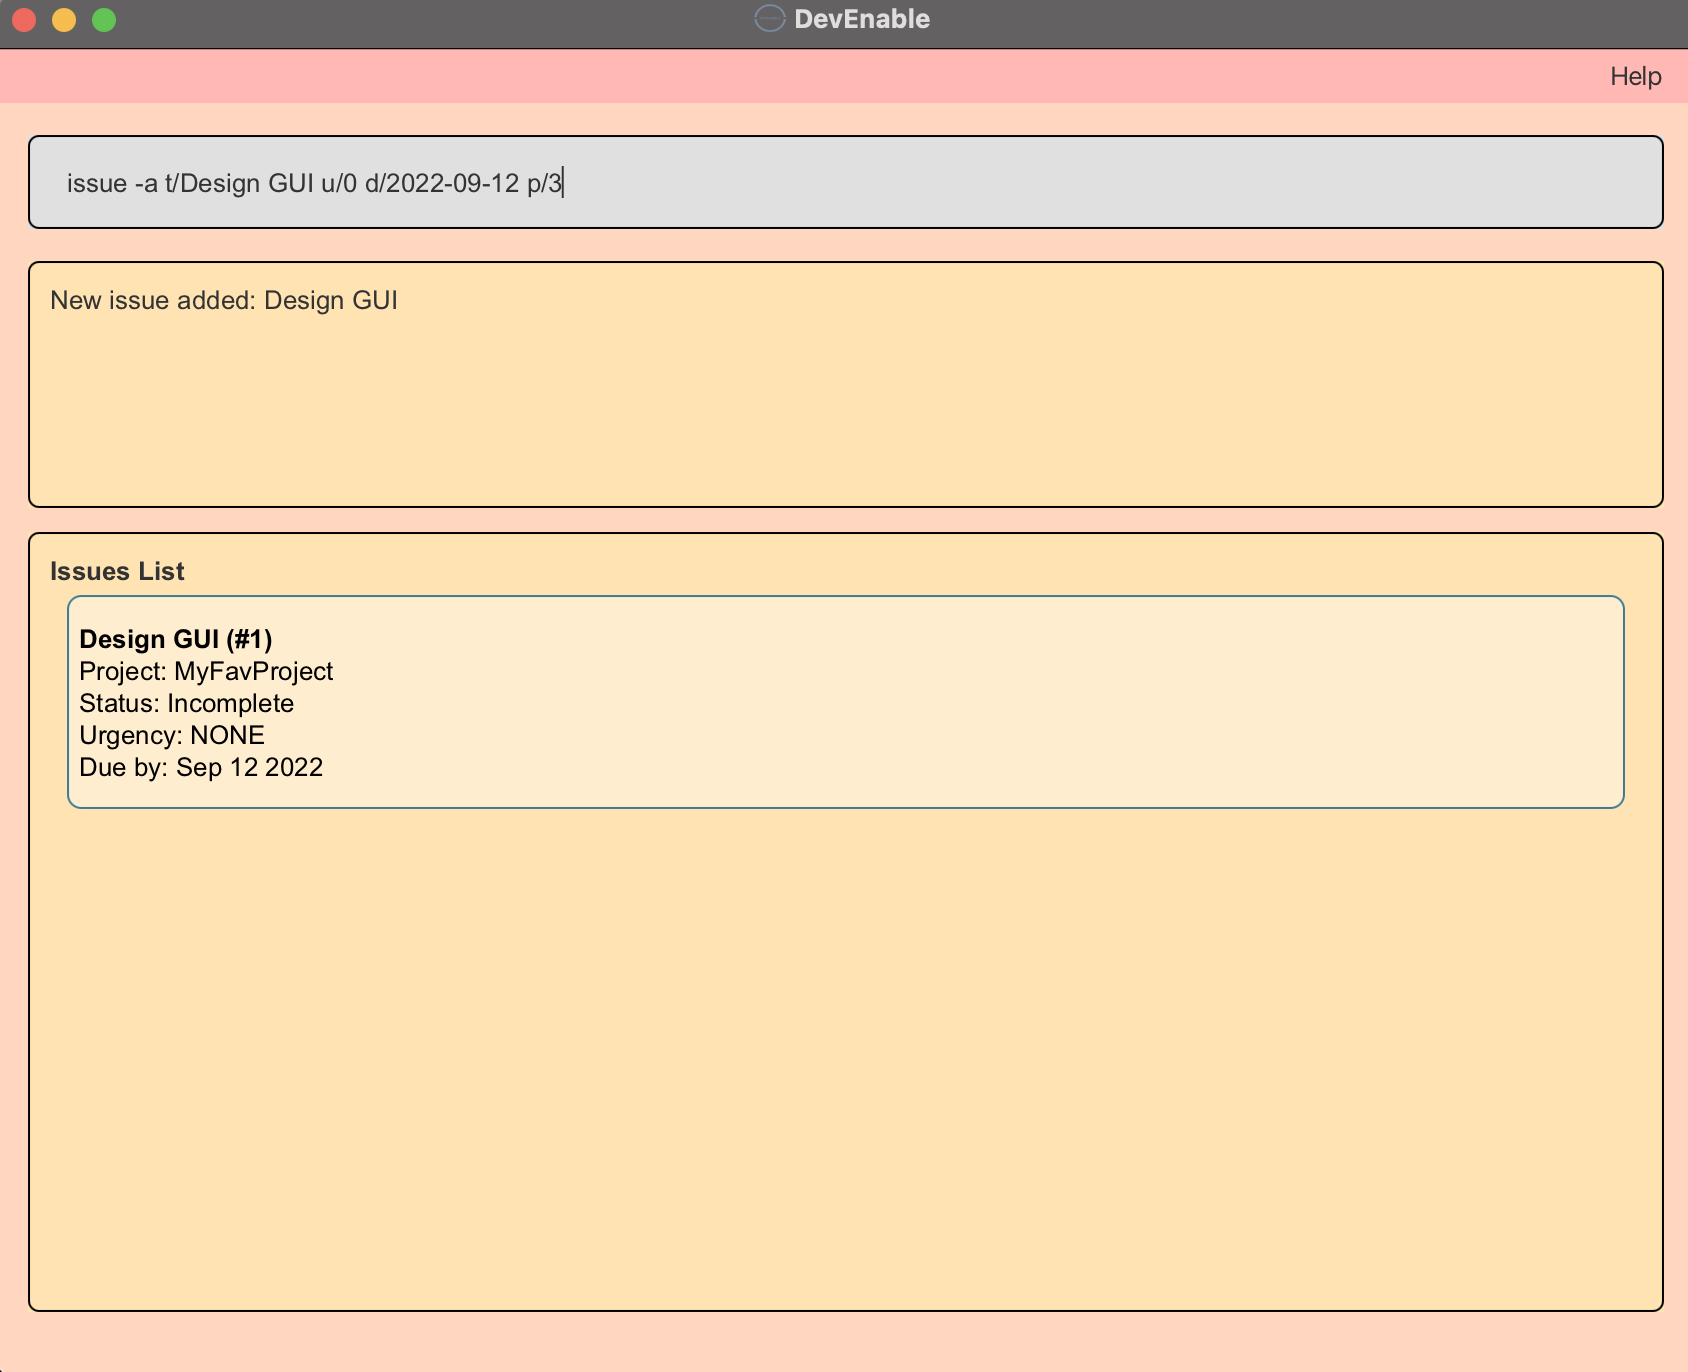 DevEnable
Help
issue -a t/Design GUI u/0 d/2022-09-12 p/3
New issue added: Design GUI
Issues List
Design GUI (#1)
Project: MyFavProject
Status: Incomplete
Urgency: NONE
Due by: Sep 12 2022